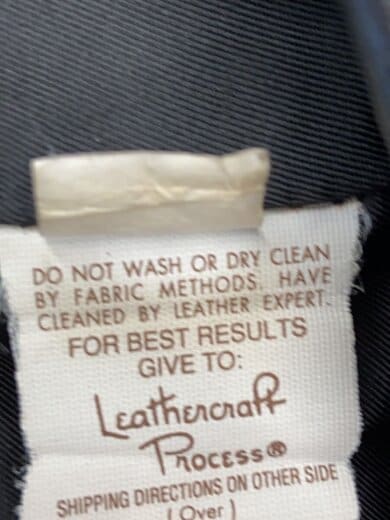 DO NOT WASH OR DRY CLEAN
BY FABRIC METHODS. HAVE
CLEANED BY LEATHER EXPERT.
FOR BEST RESULTS
GIVE TO:
Leathercraft
Process®
SHIPPING DIRECTIONS ON OTHER SIDE
(Over)